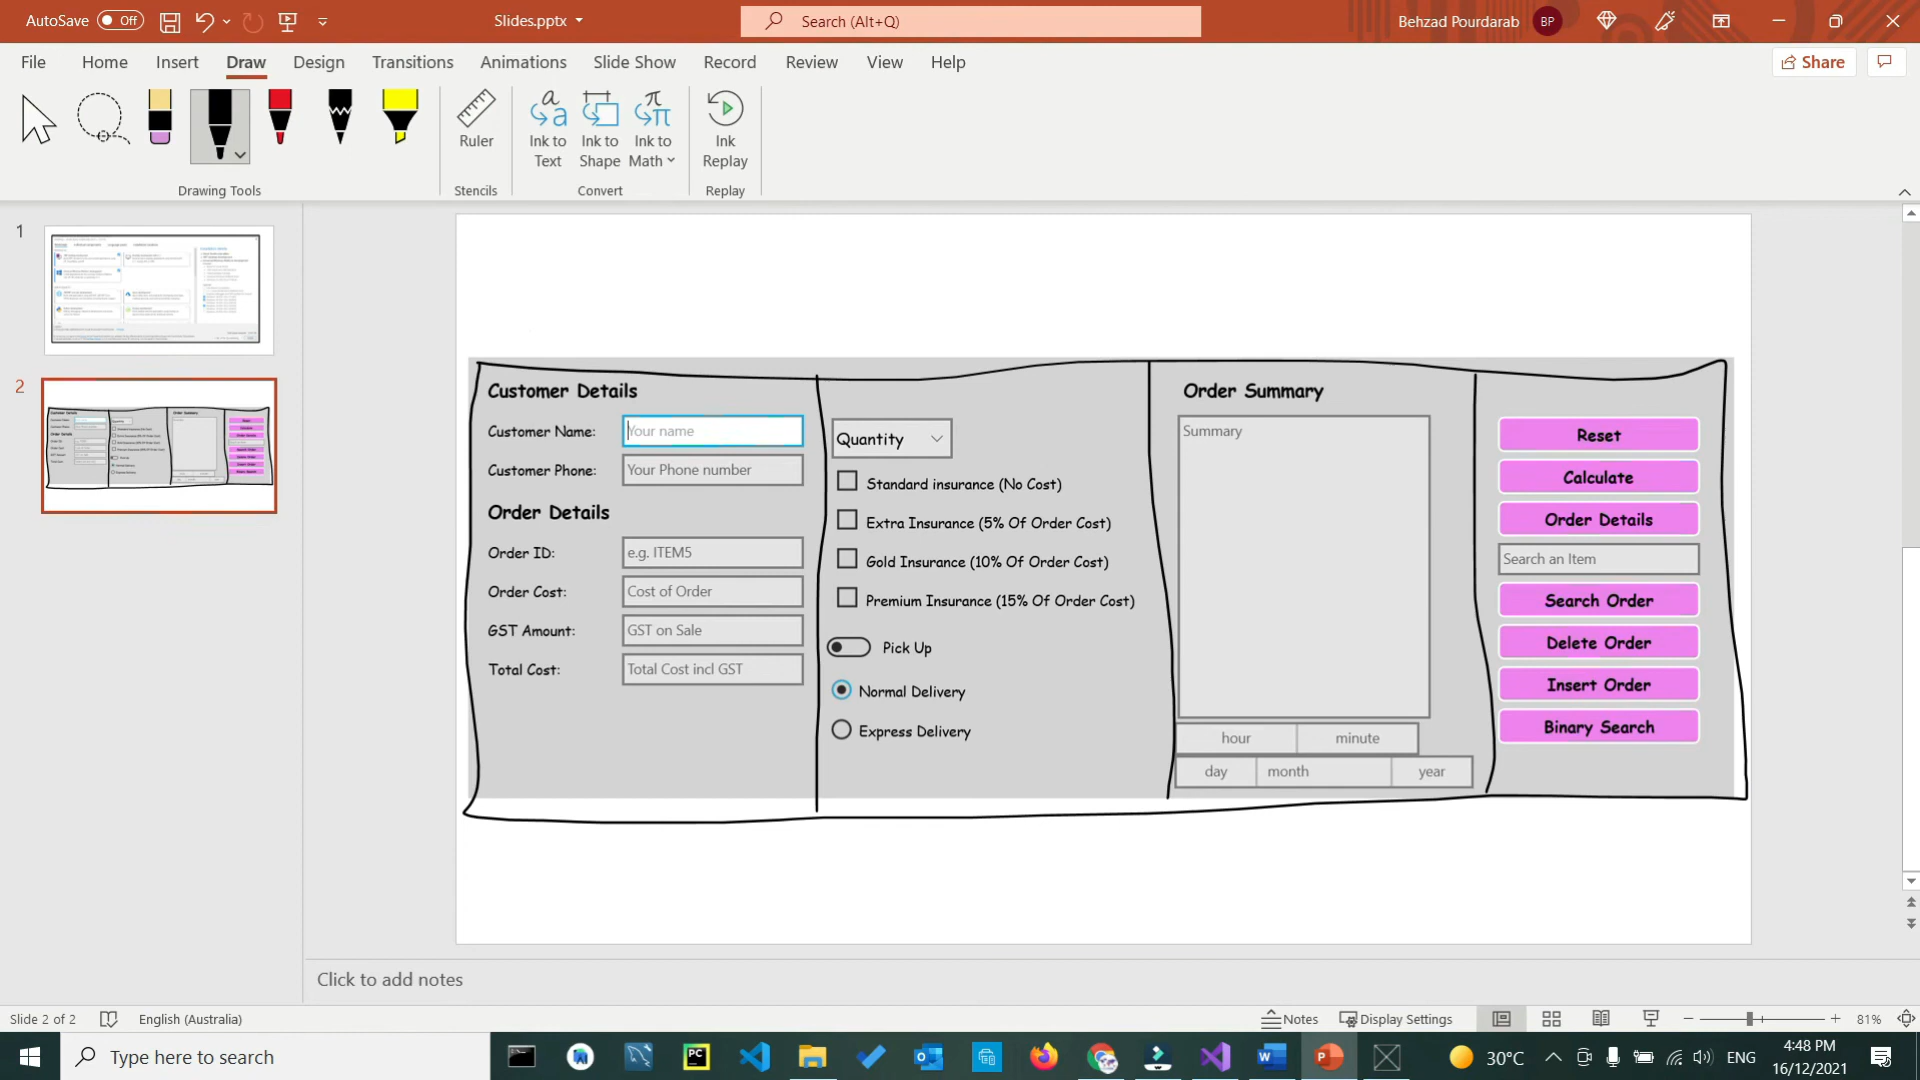 AutoSave Off
Slides.pptx
Search (Alt+Q)
Behzad Pourdarab BP
File Home Insert Draw Design Transitions Animations Slide Show Record Review View Help
Share
Ruler
Ink to Text
Ink to Shape
Ink to Math
Ink Replay
Drawing Tools
Stencils
Convert
Replay
1
2
Customer Details
Customer Name: Your name
Customer Phone: Your Phone number
Order Details
Order ID: e.g. ITEM5
Order Cost: Cost of Order
GST Amount: GST on Sale
Total Cost: Total Cost incl GST
Quantity
Standard insurance (No Cost)
Extra Insurance (5% Of Order Cost)
Gold Insurance (10% Of Order Cost)
Premium Insurance (15% Of Order Cost)
Pick Up
Normal Delivery
Express Delivery
Order Summary
Summary
hour minute
day month year
Reset
Calculate
Order Details
Search an Item
Search Order
Delete Order
Insert Order
Binary Search
Click to add notes
Slide 2 of 2
English (Australia)
Notes
Display Settings
81%
Type here to search
PC
30°C
ENG
4:48 PM
16/12/2021